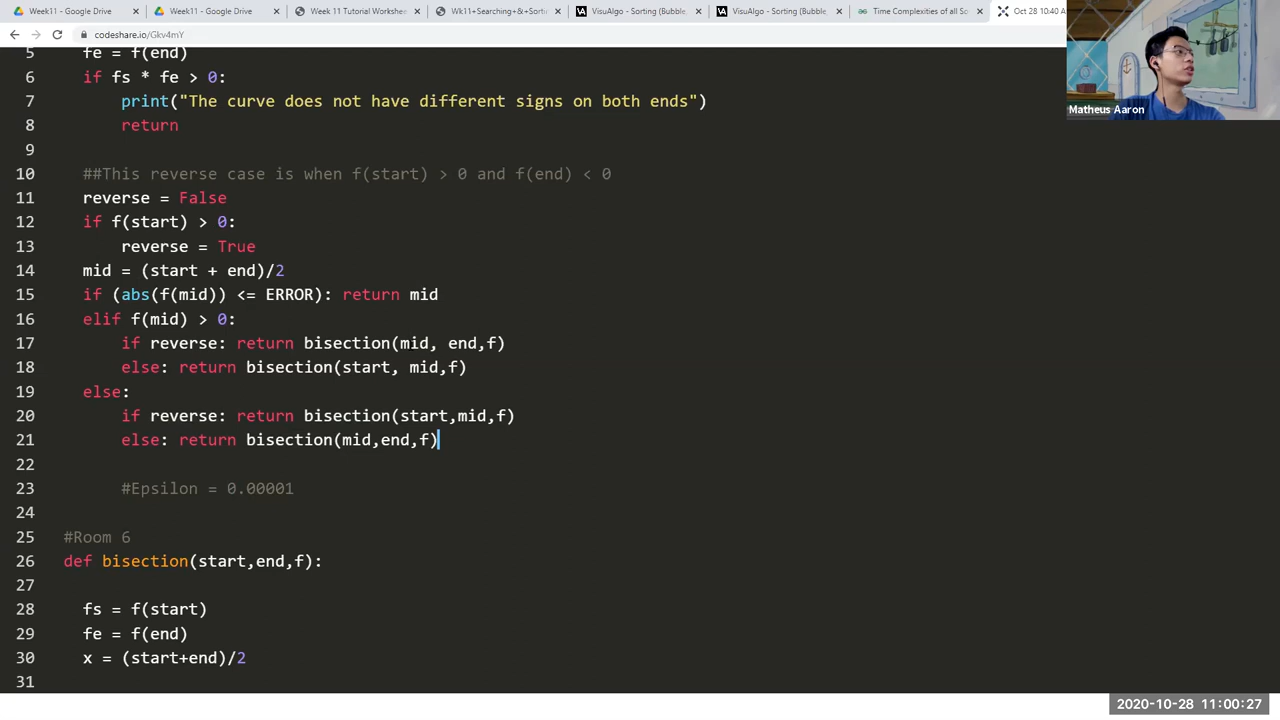 Week11 - Google Drive
Week11 - Google Drive
Week 11 Tutorial Workshe
Wk11+Searching+&+Sortin
VisuAlgo - Sorting (Bubble
VisuAlgo - Sorting (Bubble
Time Complexities of all So
Oct 28 10:40 A
codeshare.io/Gkv4mY
Matheus Aaron
5 fe = f(end)
6 if fs * fe > 0:
7 print("The curve does not have different signs on both ends")
8 return
9
10 ##This reverse case is when f(start) > 0 and f(end) < 0
11 reverse = False
12 if f(start) > 0:
13 reverse = True
14 mid = (start + end)/2
15 if (abs(f(mid)) <= ERROR): return mid
16 elif f(mid) > 0:
17 if reverse: return bisection(mid, end,f)
18 else: return bisection(start, mid,f)
19 else:
20 if reverse: return bisection(start,mid,f)
21 else: return bisection(mid,end,f)
22
23 #Epsilon = 0.00001
24
25 #Room 6
26 def bisection(start,end,f):
27
28 fs = f(start)
29 fe = f(end)
30 x = (start+end)/2
31
2020-10-28 11:00:27